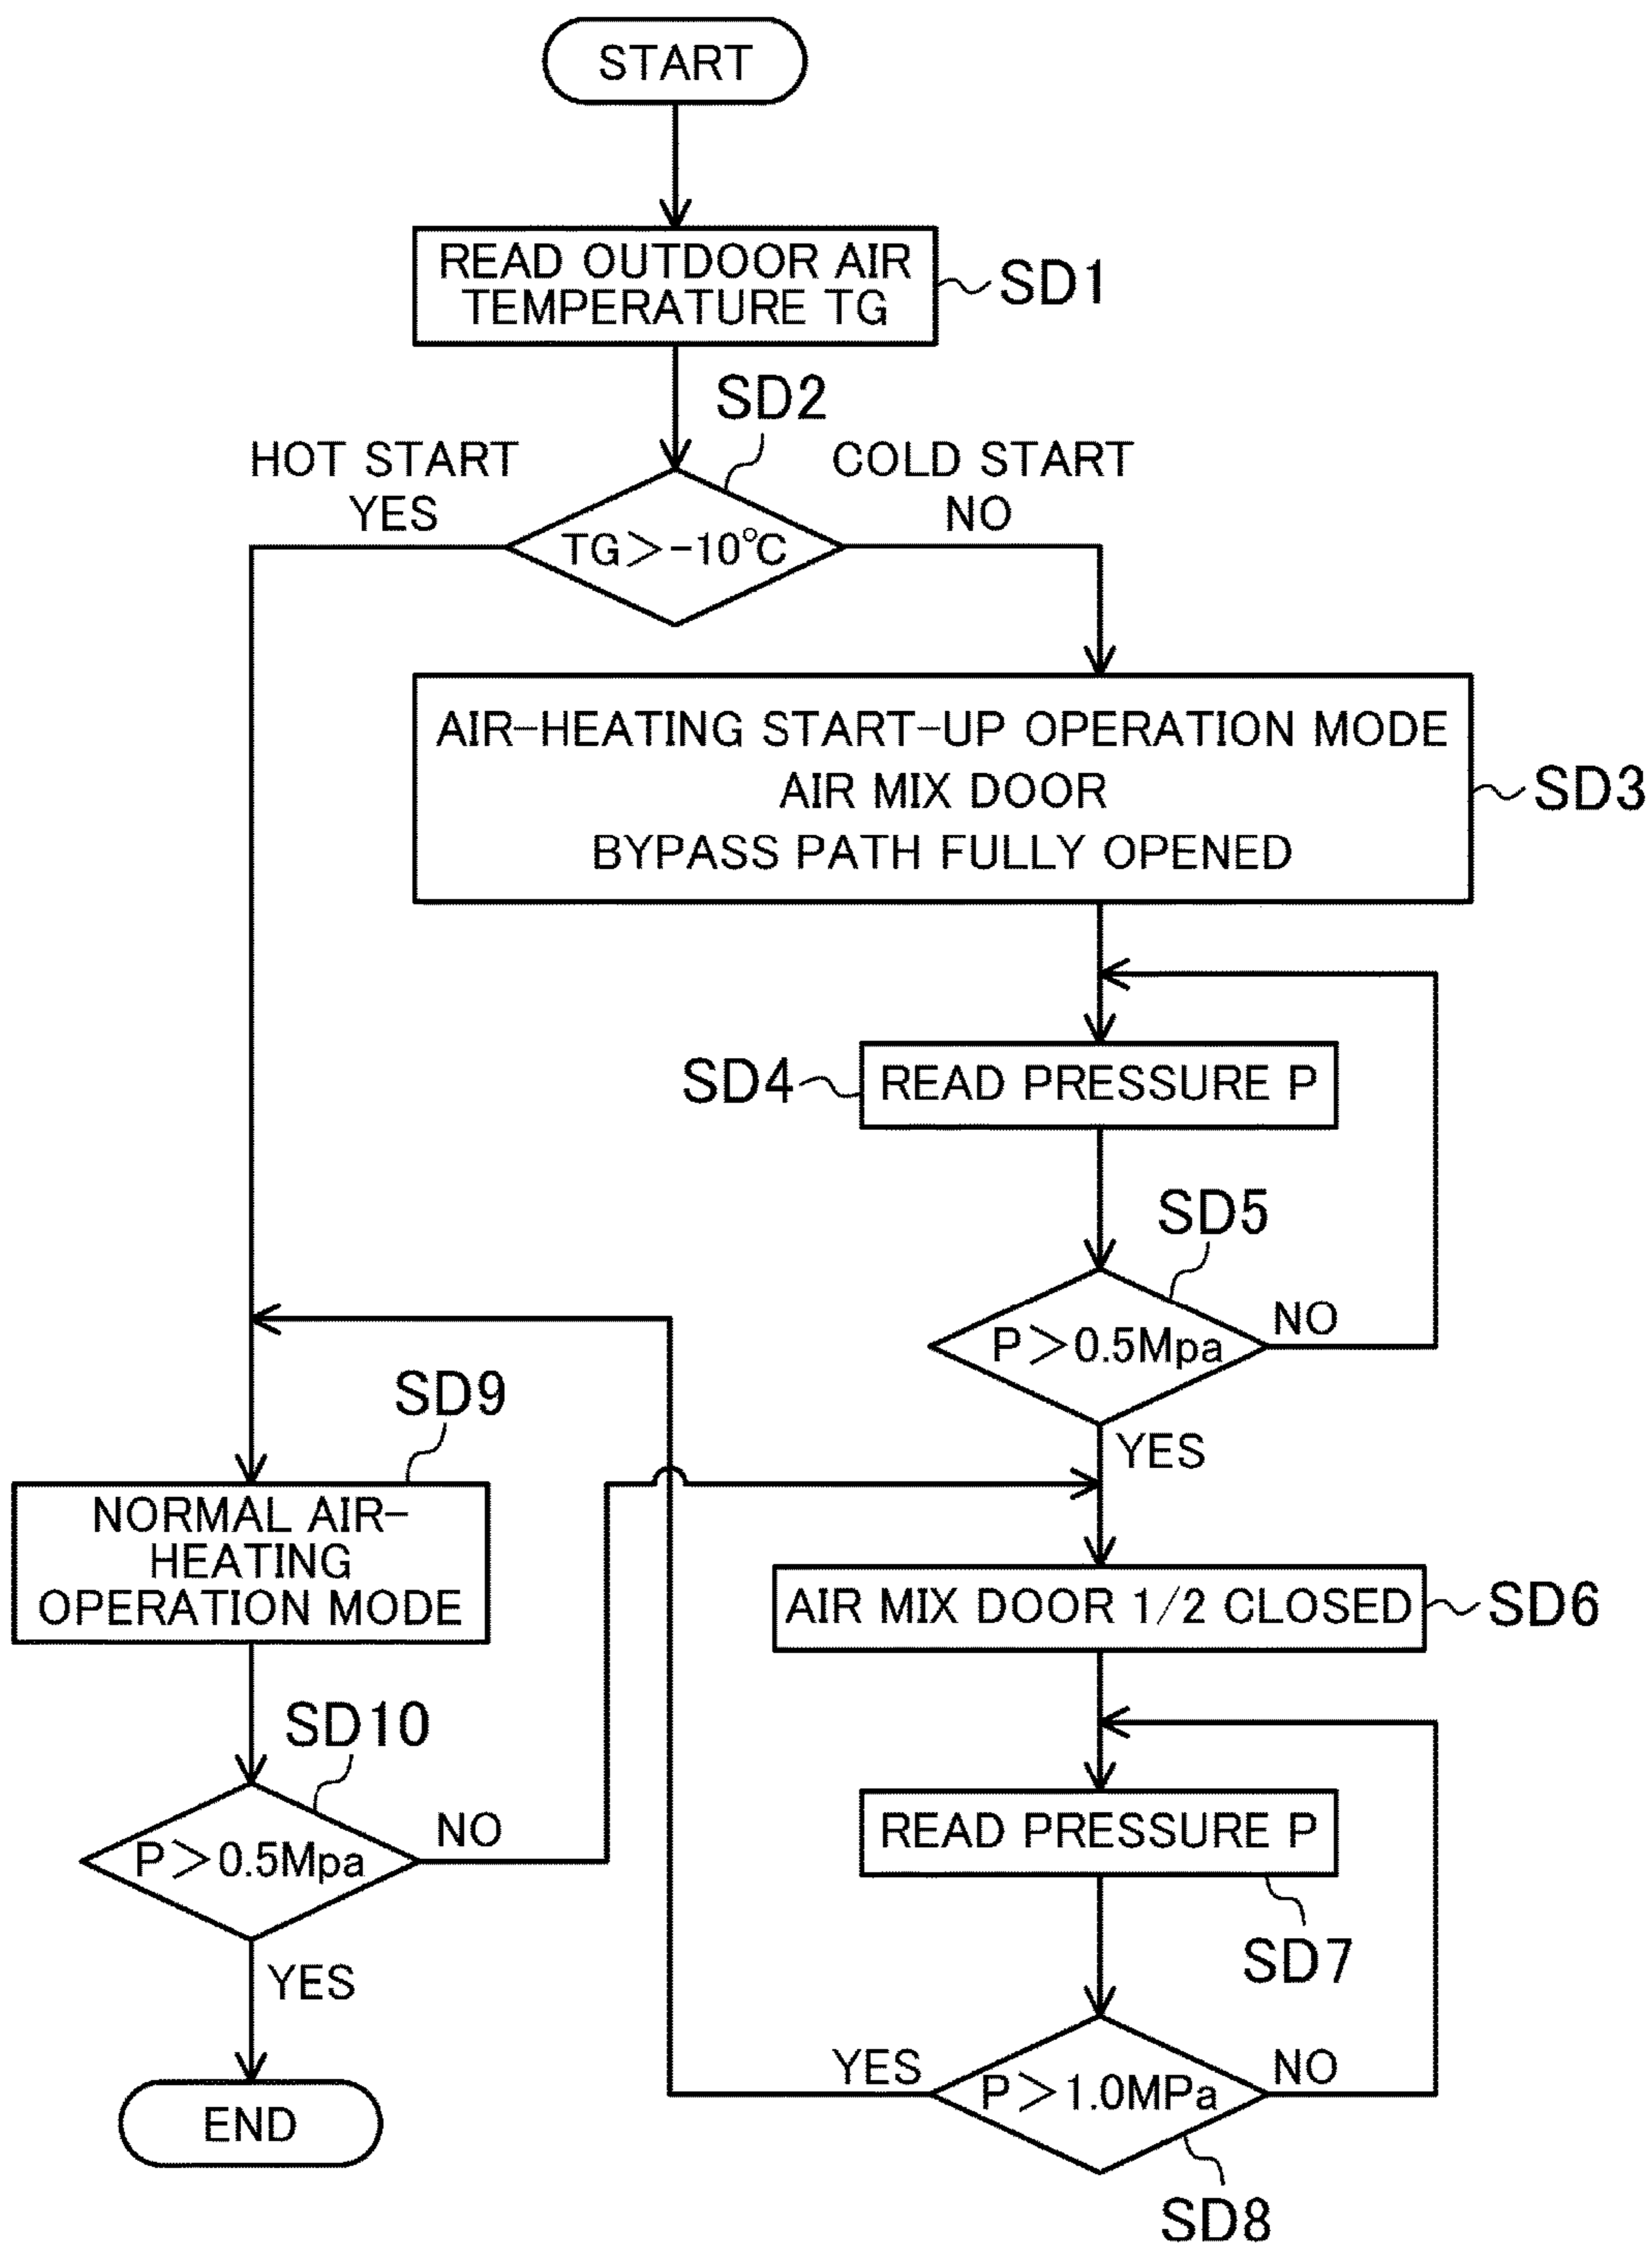 START
READ OUTDOOR AIR
TEMPERATURE TG
SD1
SD2
HOT START
YES
COLD START
NO
TG＞-10℃
AIR-HEATING START-UP OPERATION MODE
AIR MIX DOOR
BYPASS PATH FULLY OPENED
SD3
SD4
READ PRESSURE P
SD5
P＞0.5Mpa
NO
YES
SD9
NORMAL AIR-
HEATING
OPERATION MODE
AIR MIX DOOR 1/2 CLOSED
SD6
SD10
P＞0.5Mpa
NO
YES
READ PRESSURE P
SD7
YES
P＞1.0MPa
NO
SD8
END